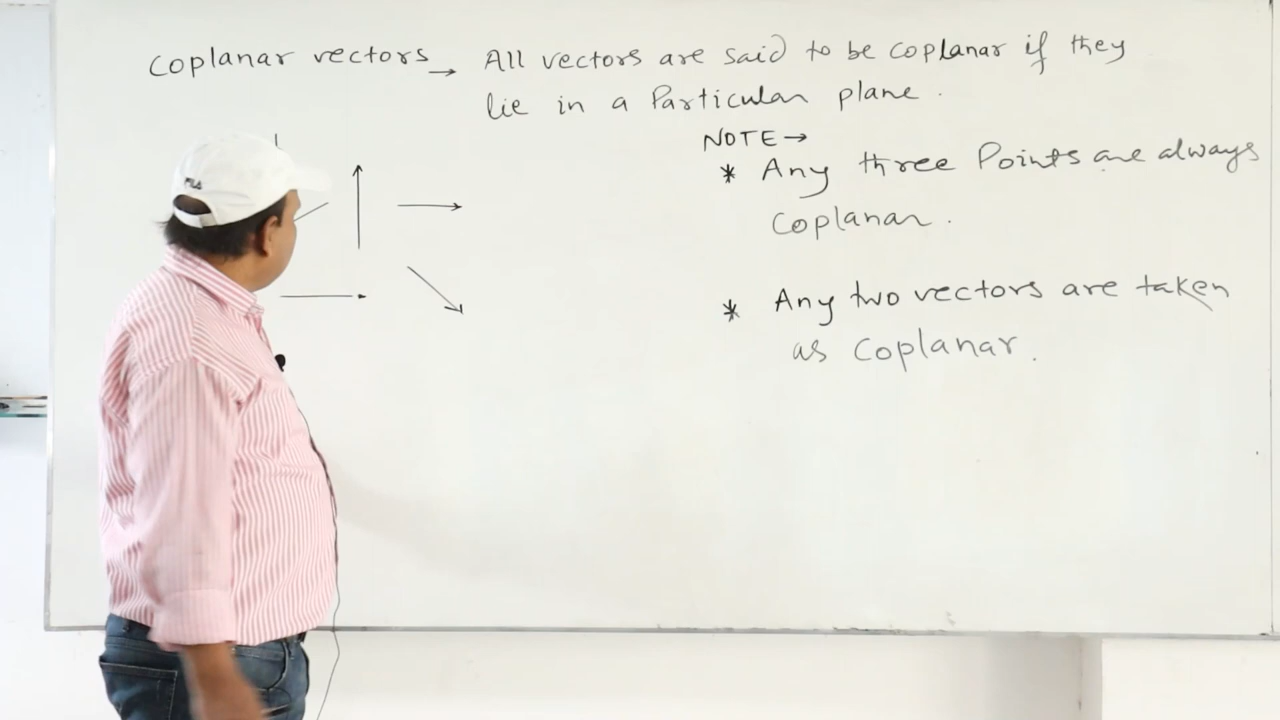 Coplanar vectors → All vectors are said to be coplanar if they
lie in a Particular plane.
NOTE →
* Any three Points are always
Coplanar.
* Any two vectors are taken
as Coplanar.
FILA